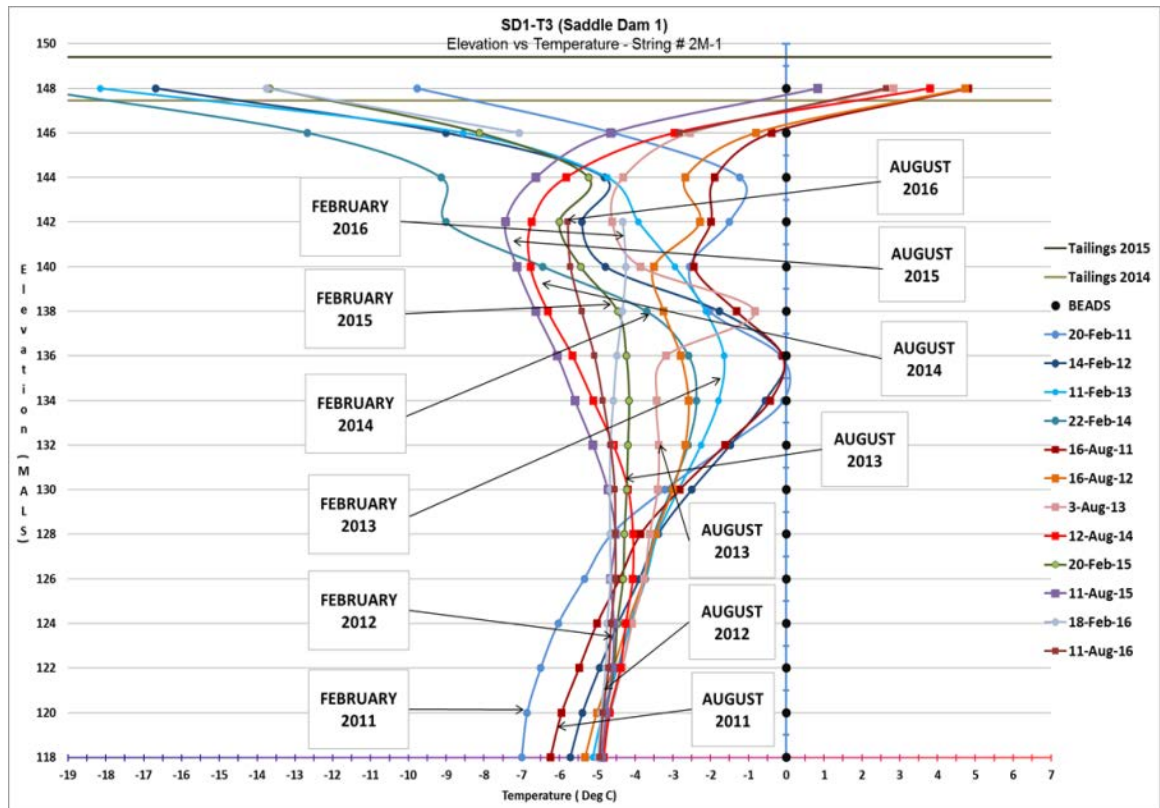 SD1-T3 (Saddle Dam 1)
Elevation vs Temperature - String # 2M-1
150
148
146
144
142
140
138
136
134
132
130
128
126
124
122
120
118
Elevation (MALS)
-19 -18 -17 -16 -15 -14 -13 -12 -11 -10 -9 -8 -7 -6 -5 -4 -3 -2 -1 0 1 2 3 4 5 6 7
Temperature ( Deg C)
AUGUST
2016
FEBRUARY
2016
AUGUST
2015
FEBRUARY
2015
AUGUST
2014
FEBRUARY
2014
AUGUST
2013
FEBRUARY
2013
AUGUST
2013
FEBRUARY
2012
AUGUST
2012
FEBRUARY
2011
AUGUST
2011
Tailings 2015
Tailings 2014
BEADS
20-Feb-11
14-Feb-12
11-Feb-13
22-Feb-14
16-Aug-11
16-Aug-12
3-Aug-13
12-Aug-14
20-Feb-15
11-Aug-15
18-Feb-16
11-Aug-16